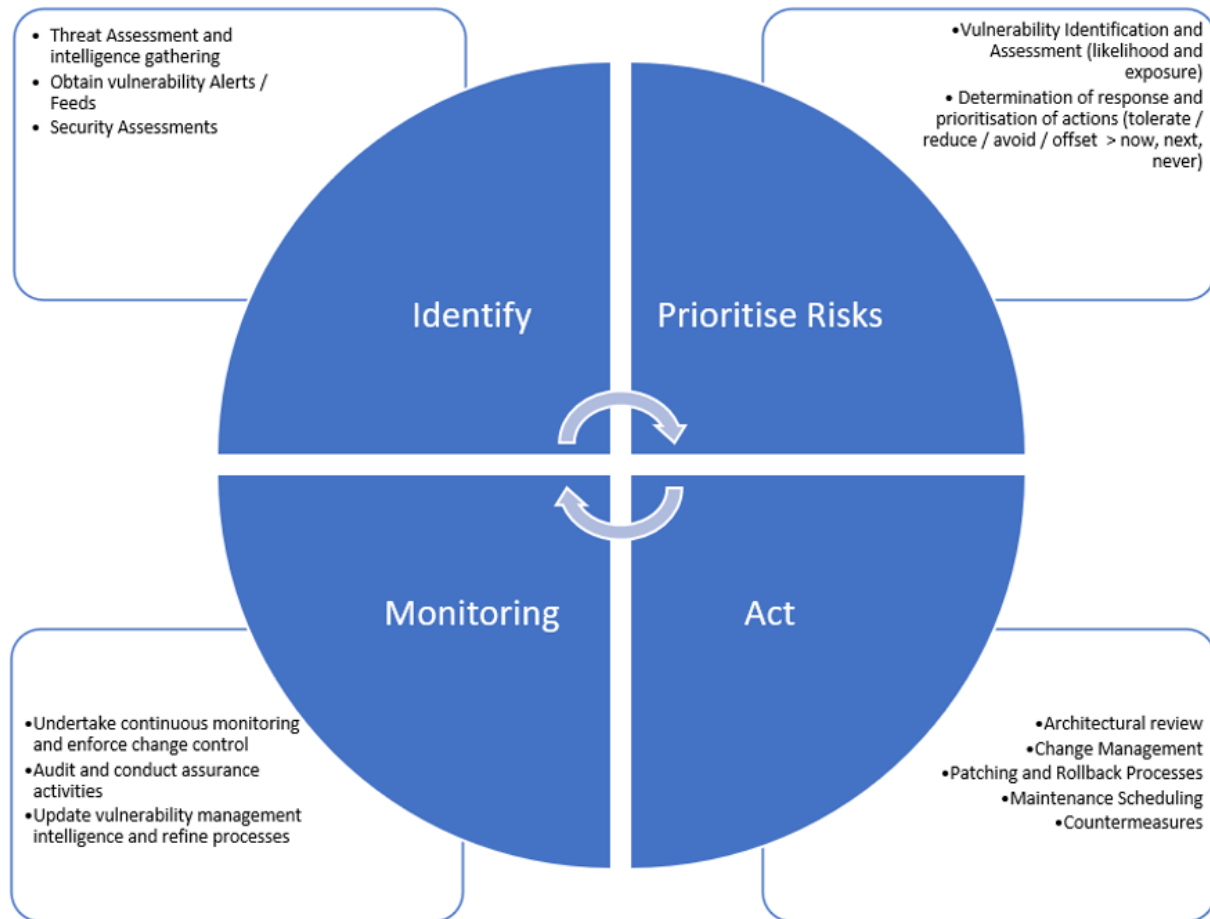 • Threat Assessment and
intelligence gathering
• Obtain vulnerability Alerts /
Feeds
• Security Assessments
•Vulnerability Identification and
Assessment (likelihood and
exposure)
• Determination of response and
prioritisation of actions (tolerate /
reduce / avoid / offset > now, next,
never)
Identify
Prioritise Risks
Monitoring
Act
•Undertake continuous monitoring
and enforce change control
•Audit and conduct assurance
activities
•Update vulnerability management
intelligence and refine processes
•Architectural review
•Change Management
•Patching and Rollback Processes
•Maintenance Scheduling
•Countermeasures